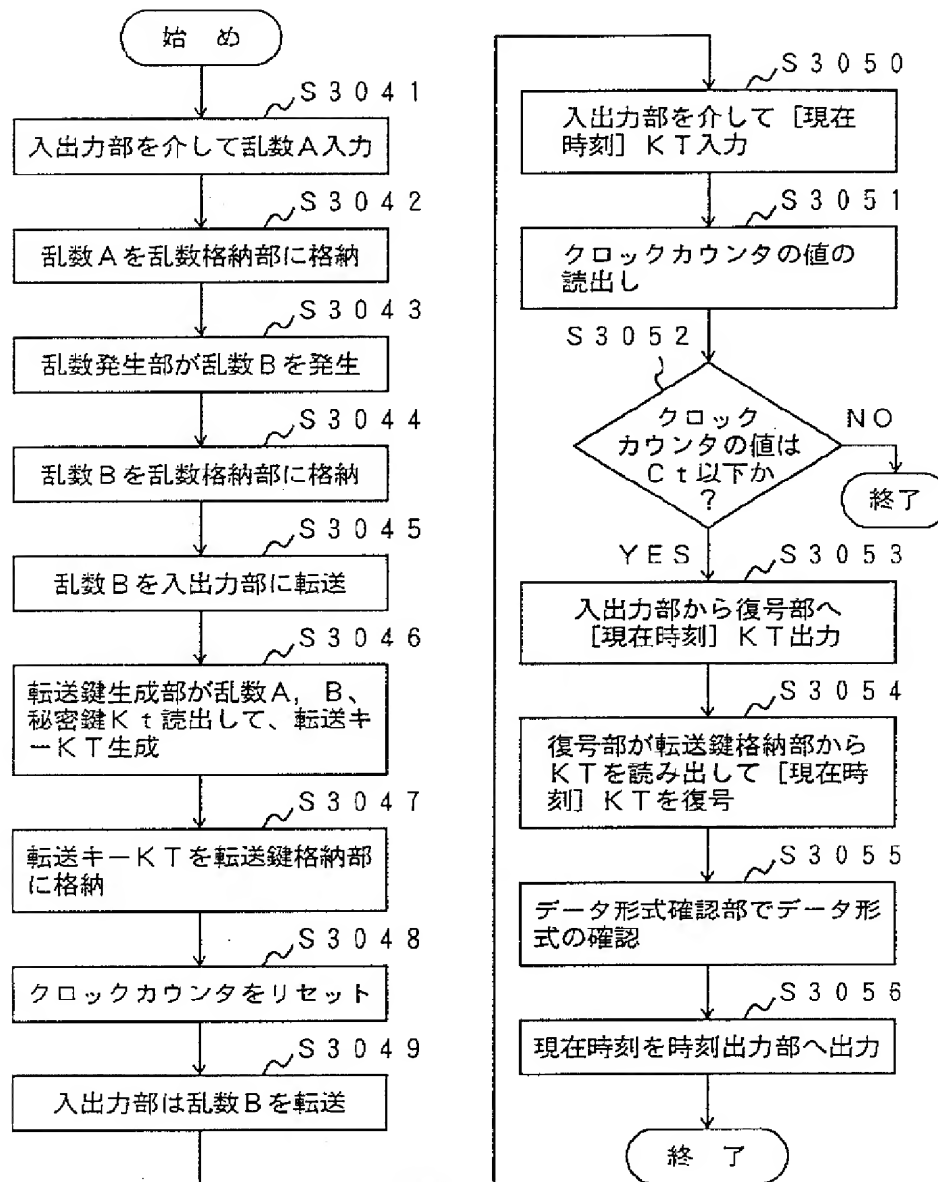 始め
S3041
入出力部を介して乱数A入力
S3042
乱数Aを乱数格納部に格納
S3043
乱数発生部が乱数Bを発生
S3044
乱数Bを乱数格納部に格納
S3045
乱数Bを入出力部に転送
S3046
転送鍵生成部が乱数A，B、
秘密鍵Kt読出して、転送キ
ーKT生成
S3047
転送キーKTを転送鍵格納部
に格納
S3048
クロックカウンタをリセット
S3049
入出力部は乱数Bを転送
S3050
入出力部を介して［現在
時刻］KT入力
S3051
クロックカウンタの値の
読出し
S3052
クロック
カウンタの値は
Ct以下か
？
NO
終了
YES
S3053
入出力部から復号部へ
［現在時刻］KT出力
S3054
復号部が転送鍵格納部から
KTを読み出して［現在時
刻］KTを復号
S3055
データ形式確認部でデータ形
式の確認
S3056
現在時刻を時刻出力部へ出力
終了